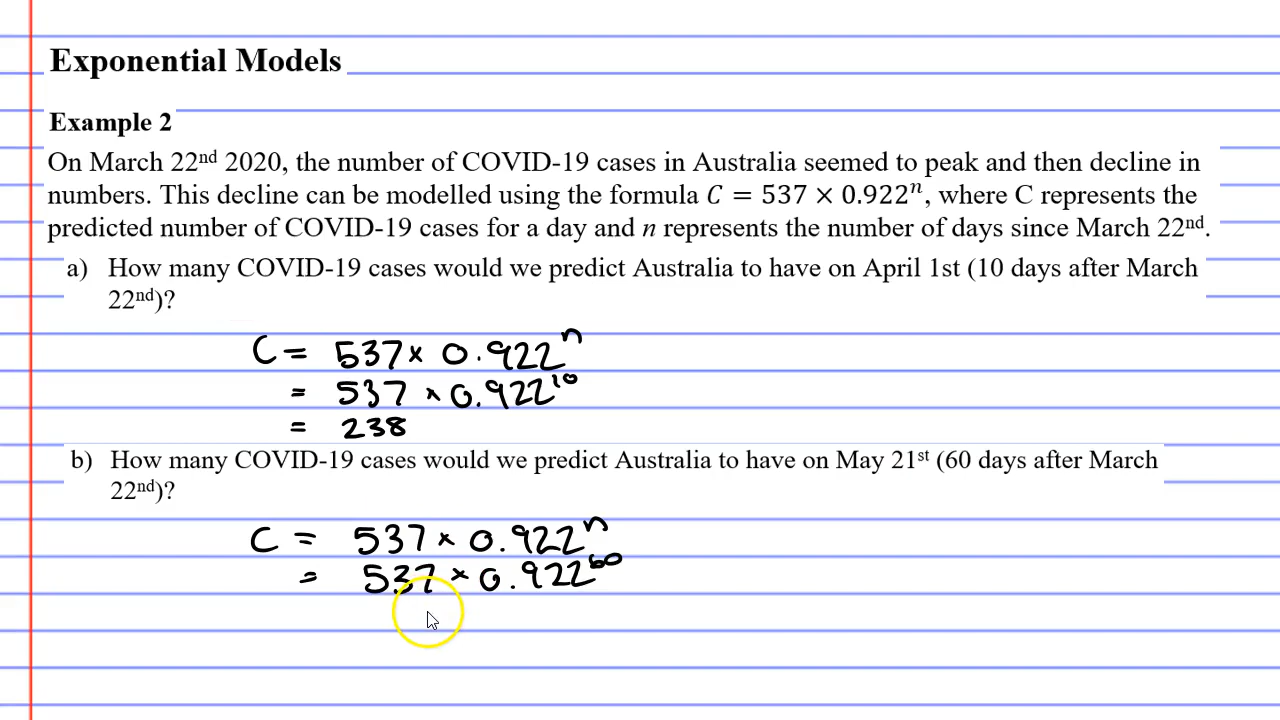 Exponential Models
Example 2
On March 22nd 2020, the number of COVID-19 cases in Australia seemed to peak and then decline in
numbers. This decline can be modelled using the formula C = 537 × 0.922ⁿ, where C represents the
predicted number of COVID-19 cases for a day and n represents the number of days since March 22nd.
a) How many COVID-19 cases would we predict Australia to have on April 1st (10 days after March
22nd)?
C = 537 × 0.922ⁿ
= 537 × 0.922¹⁰
= 238
b) How many COVID-19 cases would we predict Australia to have on May 21st (60 days after March
22nd)?
C = 537 × 0.922ⁿ
= 537 × 0.922⁶⁰